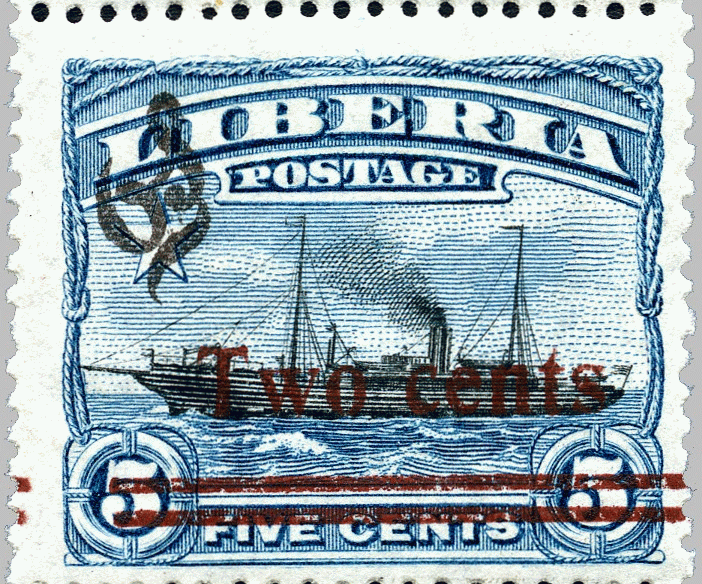 LIBERIA
POSTAGE
Two cents
5 5
FIVE CENTS